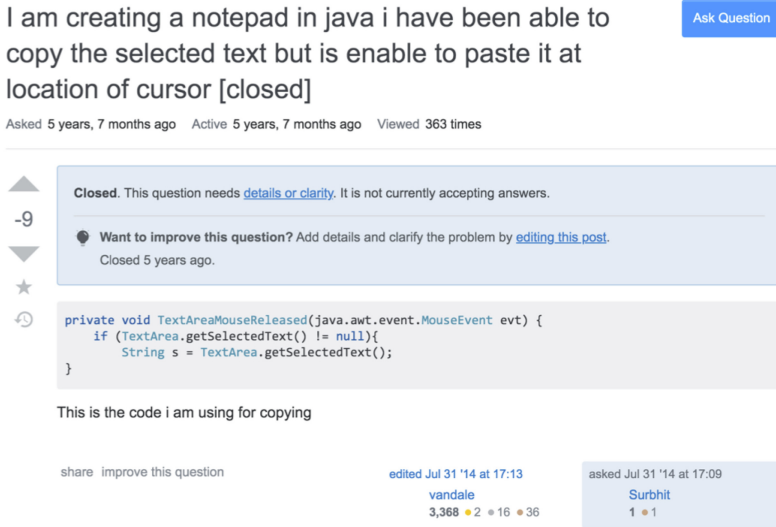 I am creating a notepad in java i have been able to
copy the selected text but is enable to paste it at
location of cursor [closed]
Ask Question
Asked 5 years, 7 months ago Active 5 years, 7 months ago Viewed 363 times
-9
Closed. This question needs details or clarity. It is not currently accepting answers.
Want to improve this question? Add details and clarify the problem by editing this post.
Closed 5 years ago.
private void TextAreaMouseReleased(java.awt.event.MouseEvent evt) {
    if (TextArea.getSelectedText() != null){
        String s = TextArea.getSelectedText();
}
This is the code i am using for copying
share improve this question
edited Jul 31 '14 at 17:13
vandale
3,368 2 16 36
asked Jul 31 '14 at 17:09
Surbhit
1 1